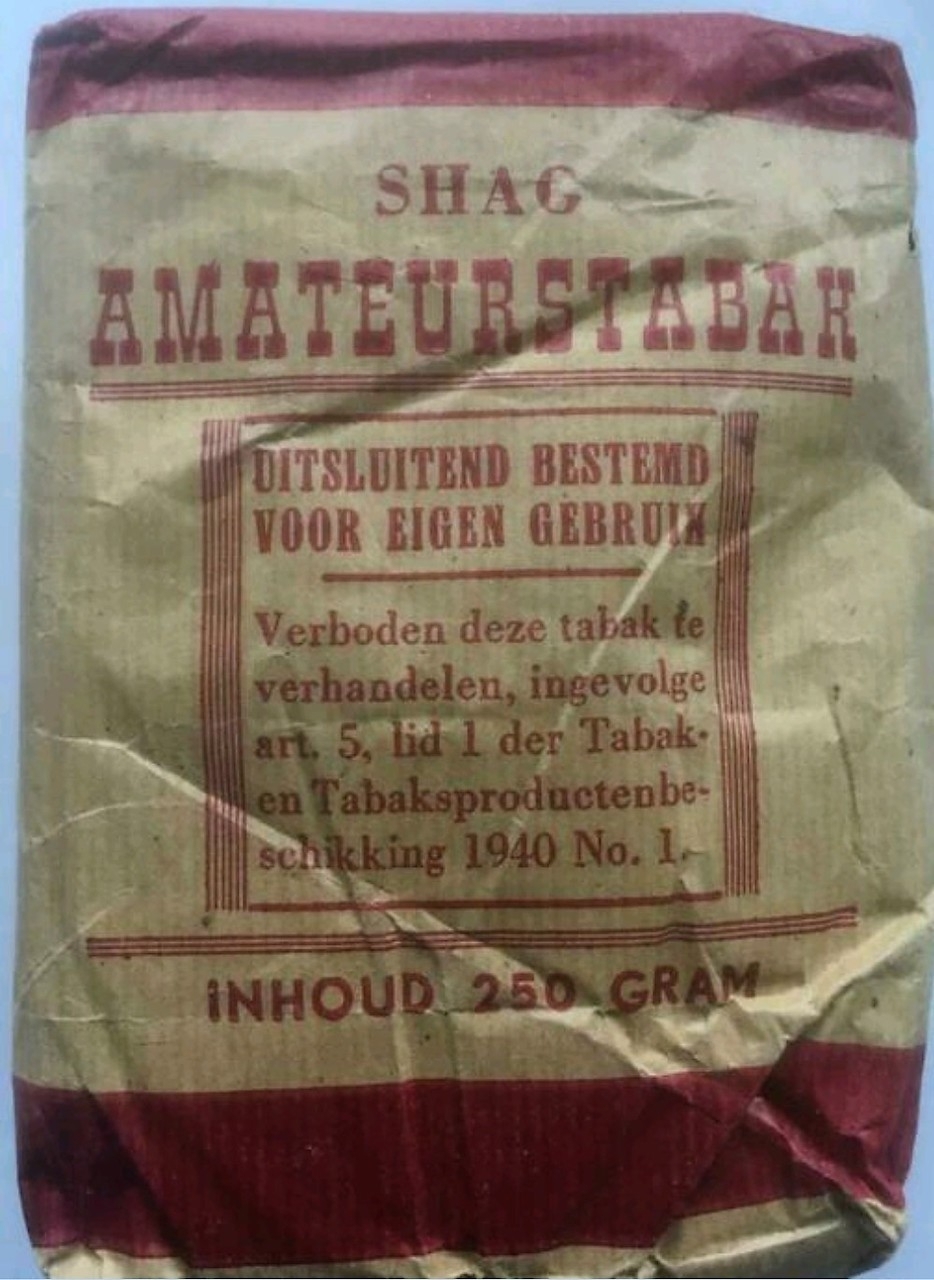 SHAG
AMATEURSTABAK
UITSLUITEND BESTEMD
VOOR EIGEN GEBRUIK
Verboden deze tabak te
verhandelen, ingevolge
art. 5, lid 1 der Tabak-
en Tabaksproductenbe-
schikking 1940 No. 1.
INHOUD 250 GRAM